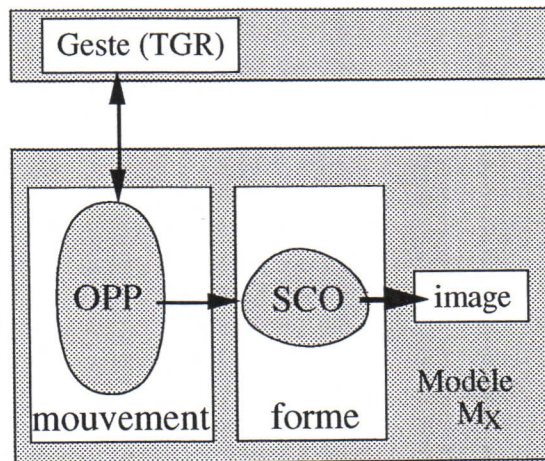 Geste (TGR)
OPP
SCO
image
mouvement
forme
Modèle
MX